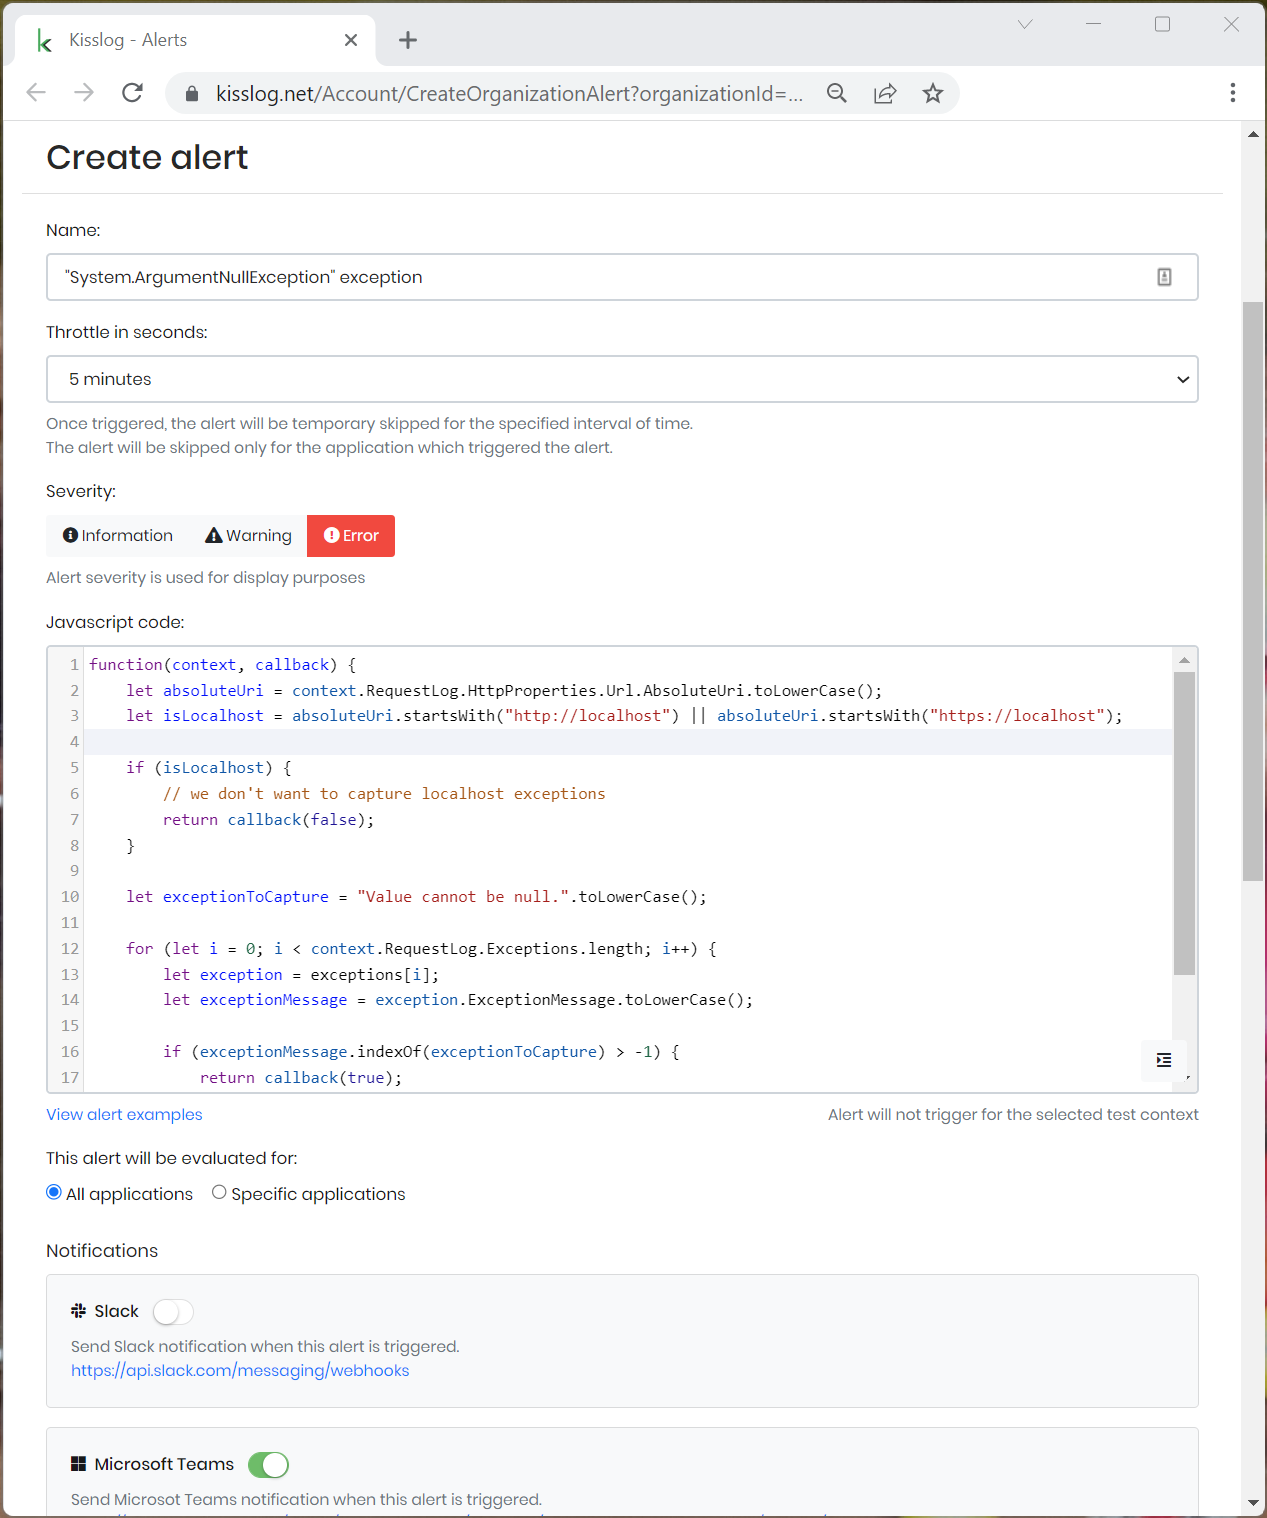 Kisslog - Alerts
kisslog.net/Account/CreateOrganizationAlert?organizationId=...
Create alert
Name:
"System.ArgumentNullException" exception
Throttle in seconds:
5 minutes
Once triggered, the alert will be temporary skipped for the specified interval of time.
The alert will be skipped only for the application which triggered the alert.
Severity:
Information Warning Error
Alert severity is used for display purposes
Javascript code:
1 function(context, callback) {
2 let absoluteUri = context.RequestLog.HttpProperties.Url.AbsoluteUri.toLowerCase();
3 let isLocalhost = absoluteUri.startsWith("http://localhost") || absoluteUri.startsWith("https://localhost");
4
5 if (isLocalhost) {
6 // we don't want to capture localhost exceptions
7 return callback(false);
8 }
9
10 let exceptionToCapture = "Value cannot be null.".toLowerCase();
11
12 for (let i = 0; i < context.RequestLog.Exceptions.length; i++) {
13 let exception = exceptions[i];
14 let exceptionMessage = exception.ExceptionMessage.toLowerCase();
15
16 if (exceptionMessage.indexOf(exceptionToCapture) > -1) {
17 return callback(true);
View alert examples Alert will not trigger for the selected test context
This alert will be evaluated for:
All applications Specific applications
Notifications
Slack
Send Slack notification when this alert is triggered.
https://api.slack.com/messaging/webhooks
Microsoft Teams
Send Microsot Teams notification when this alert is triggered.